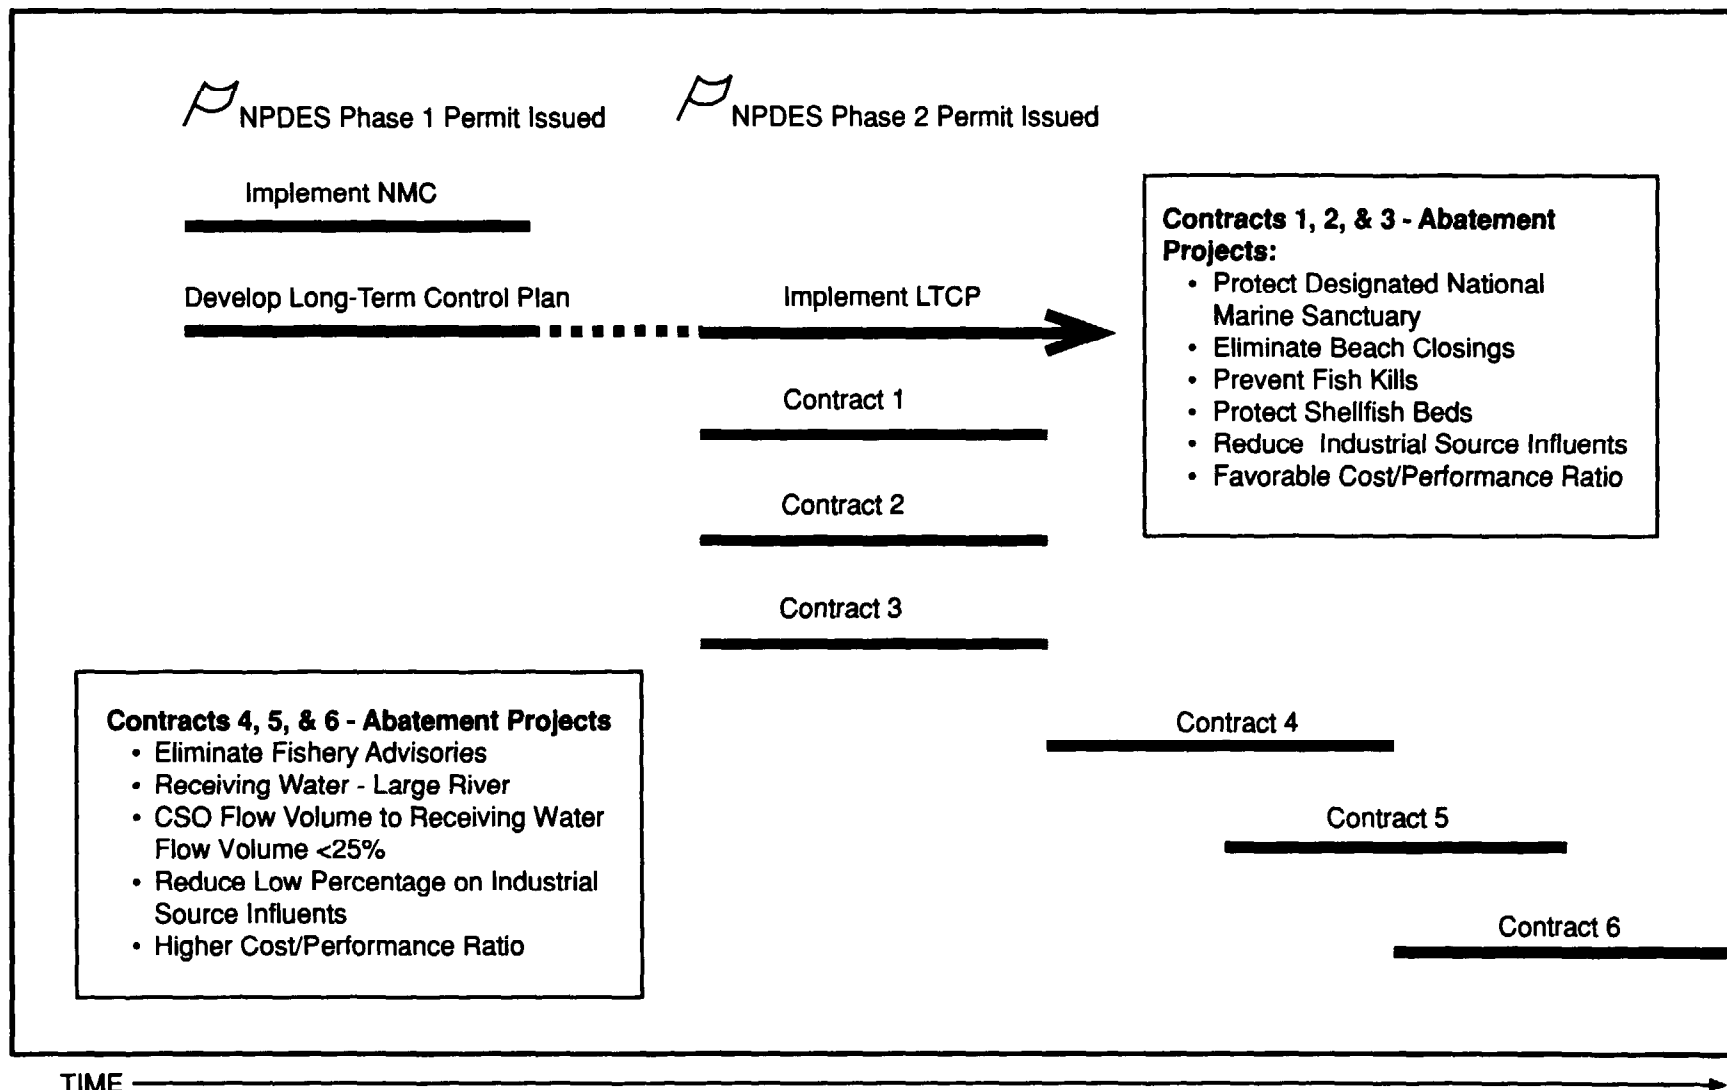 NPDES Phase 1 Permit Issued
NPDES Phase 2 Permit Issued
Implement NMC
Develop Long-Term Control Plan
Implement LTCP
Contract 1
Contract 2
Contract 3
Contracts 1, 2, & 3 - Abatement
Projects:
• Protect Designated National
Marine Sanctuary
• Eliminate Beach Closings
• Prevent Fish Kills
• Protect Shellfish Beds
• Reduce Industrial Source Influents
• Favorable Cost/Performance Ratio
Contracts 4, 5, & 6 - Abatement Projects
• Eliminate Fishery Advisories
• Receiving Water - Large River
• CSO Flow Volume to Receiving Water
Flow Volume <25%
• Reduce Low Percentage on Industrial
Source Influents
• Higher Cost/Performance Ratio
Contract 4
Contract 5
Contract 6
TIME